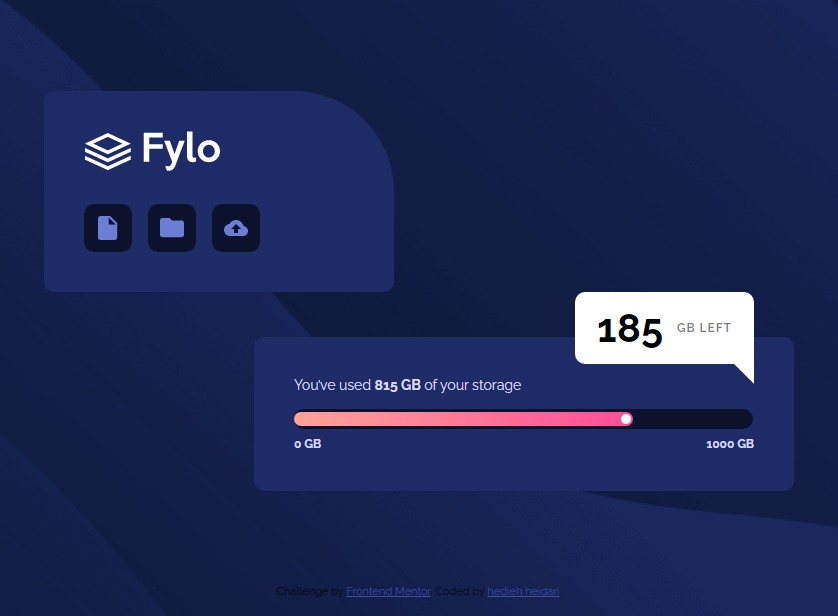 Fylo
185 GB LEFT
You've used 815 GB of your storage
0 GB 1000 GB
Challenge by Frontend Mentor. Coded by hedieh heidari.